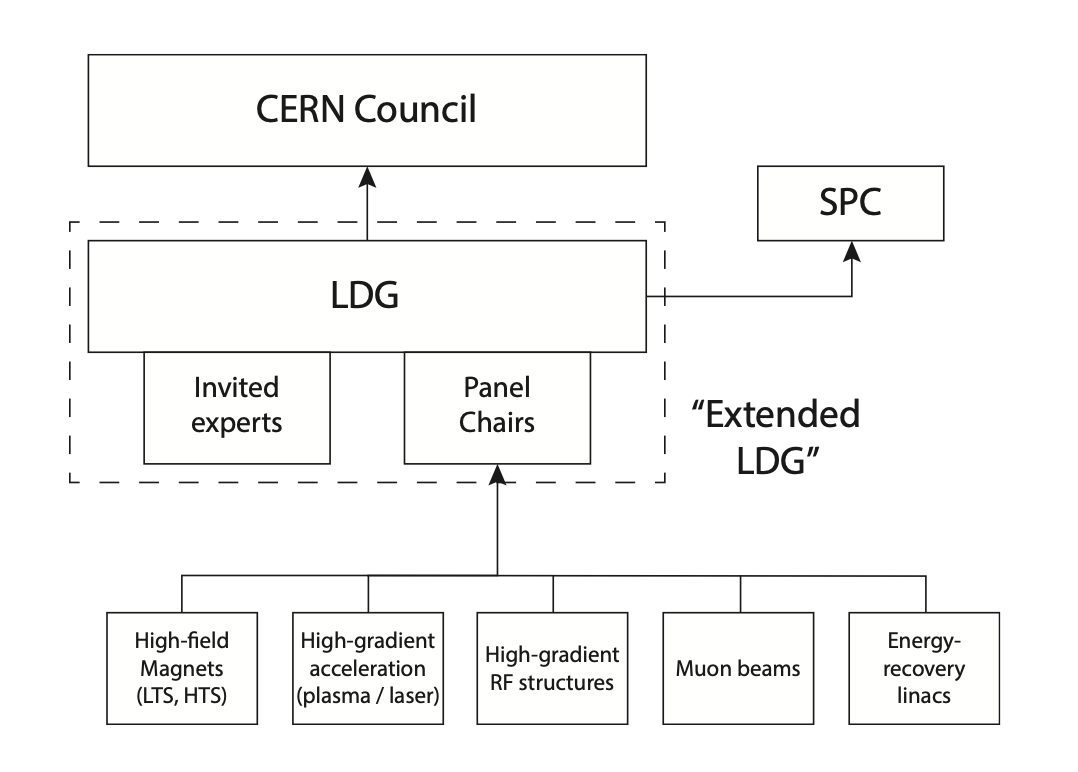 CERN Council
SPC
LDG
Invited
experts
Panel
Chairs
“Extended
LDG”
High-field
Magnets
(LTS, HTS)
High-gradient
acceleration
(plasma / laser)
High-gradient
RF structures
Muon beams
Energy-
recovery
linacs